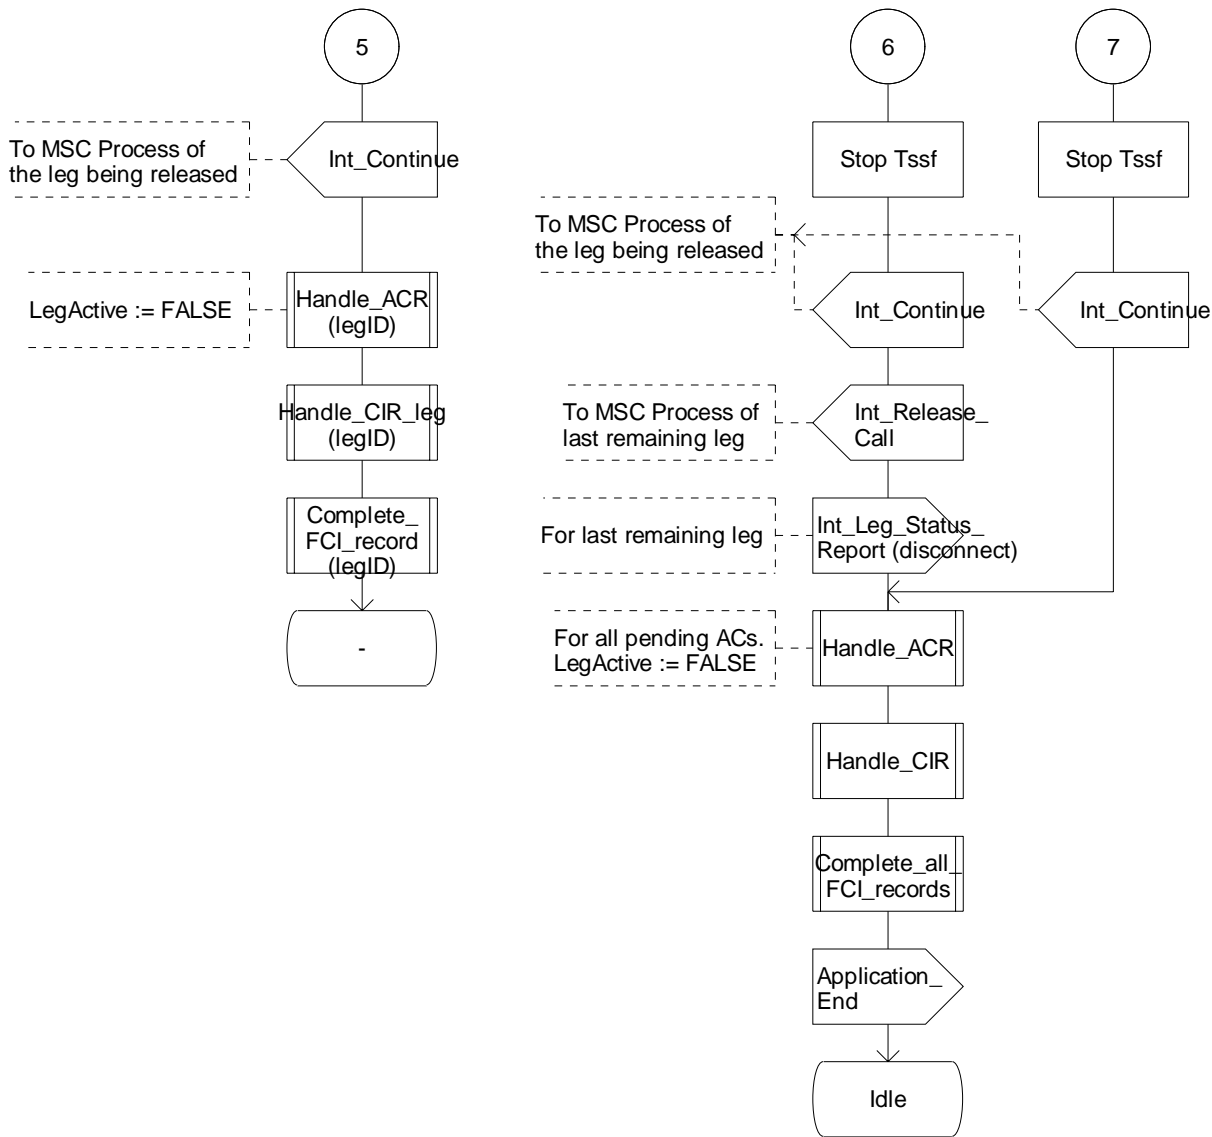 5
To MSC Process of
the leg being released
Int_Continue
LegActive := FALSE
Handle_ACR
(legID)
Handle_CIR_leg
(legID)
Complete_
FCI_record
(legID)
-
6
7
Stop Tssf
Stop Tssf
To MSC Process of
the leg being released
Int_Continue
Int_Continue
To MSC Process of
last remaining leg
Int_Release_
Call
For last remaining leg
Int_Leg_Status_
Report (disconnect)
For all pending ACs.
LegActive := FALSE
Handle_ACR
Handle_CIR
Complete_all_
FCI_records
Application_
End
Idle